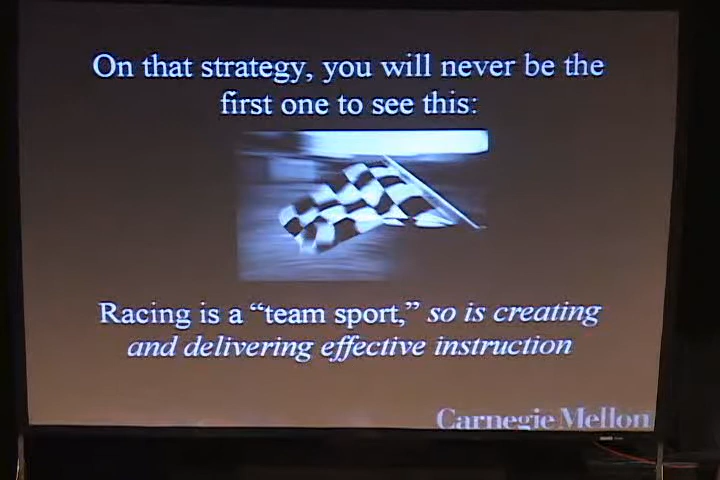 On that strategy, you will never be the
first one to see this:
Racing is a “team sport,” so is creating
and delivering effective instruction
Carnegie Mellon